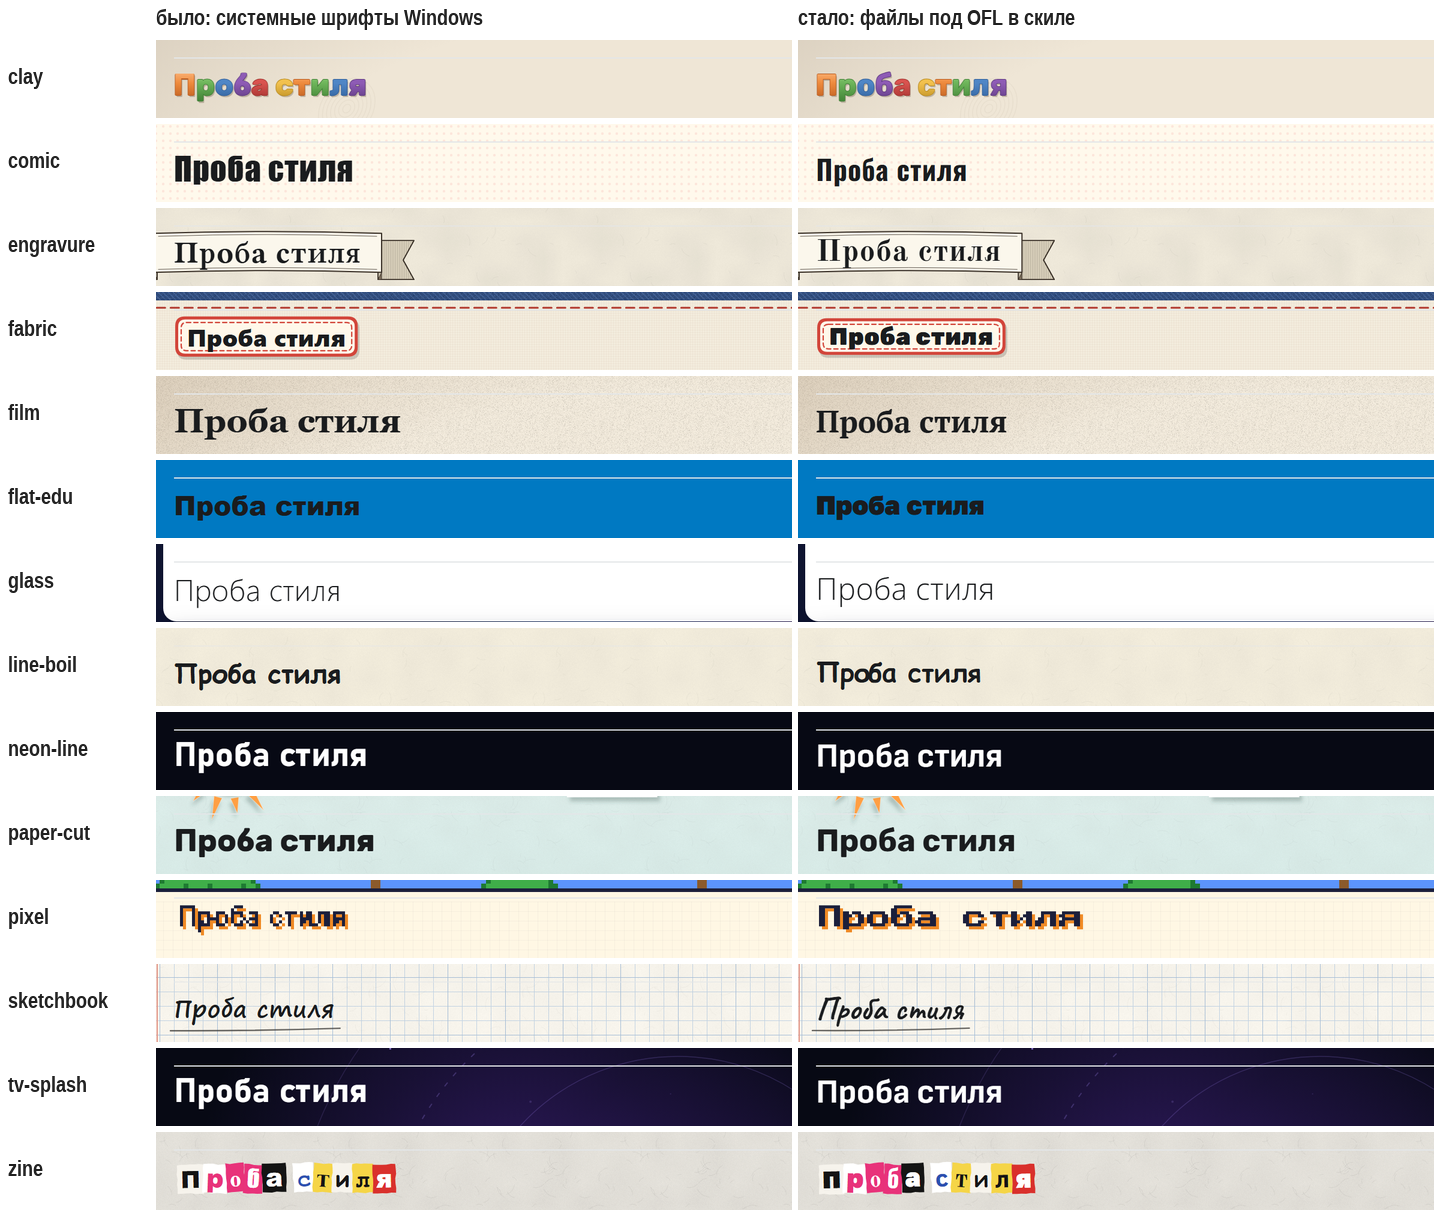 было: системные шрифты Windows стало: файлы под OFL в скиле
clay Проба стиля Проба стиля
comic Проба стиля Проба стиля
engravure Проба стиля Проба стиля
fabric Проба стиля Проба стиля
film Проба стиля Проба стиля
flat-edu Проба стиля Проба стиля
glass Проба стиля Проба стиля
line-boil Проба стиля Проба стиля
neon-line Проба стиля Проба стиля
paper-cut Проба стиля Проба стиля
pixel Проба стиля Проба стиля
sketchbook Проба стиля Проба стиля
tv-splash Проба стиля Проба стиля
zine Проба стиля Проба стиля